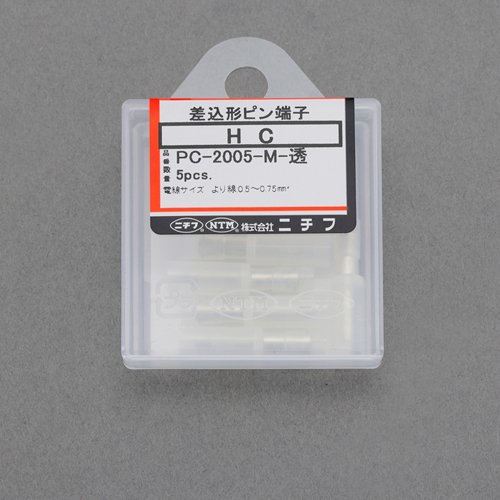 差込形ピン端子
HC
品番 PC-2005-M-透
数量 5pcs.
電線サイズ より線0.5～0.75mm²
ニチフ NTM 株式会社ニチフ
NTM